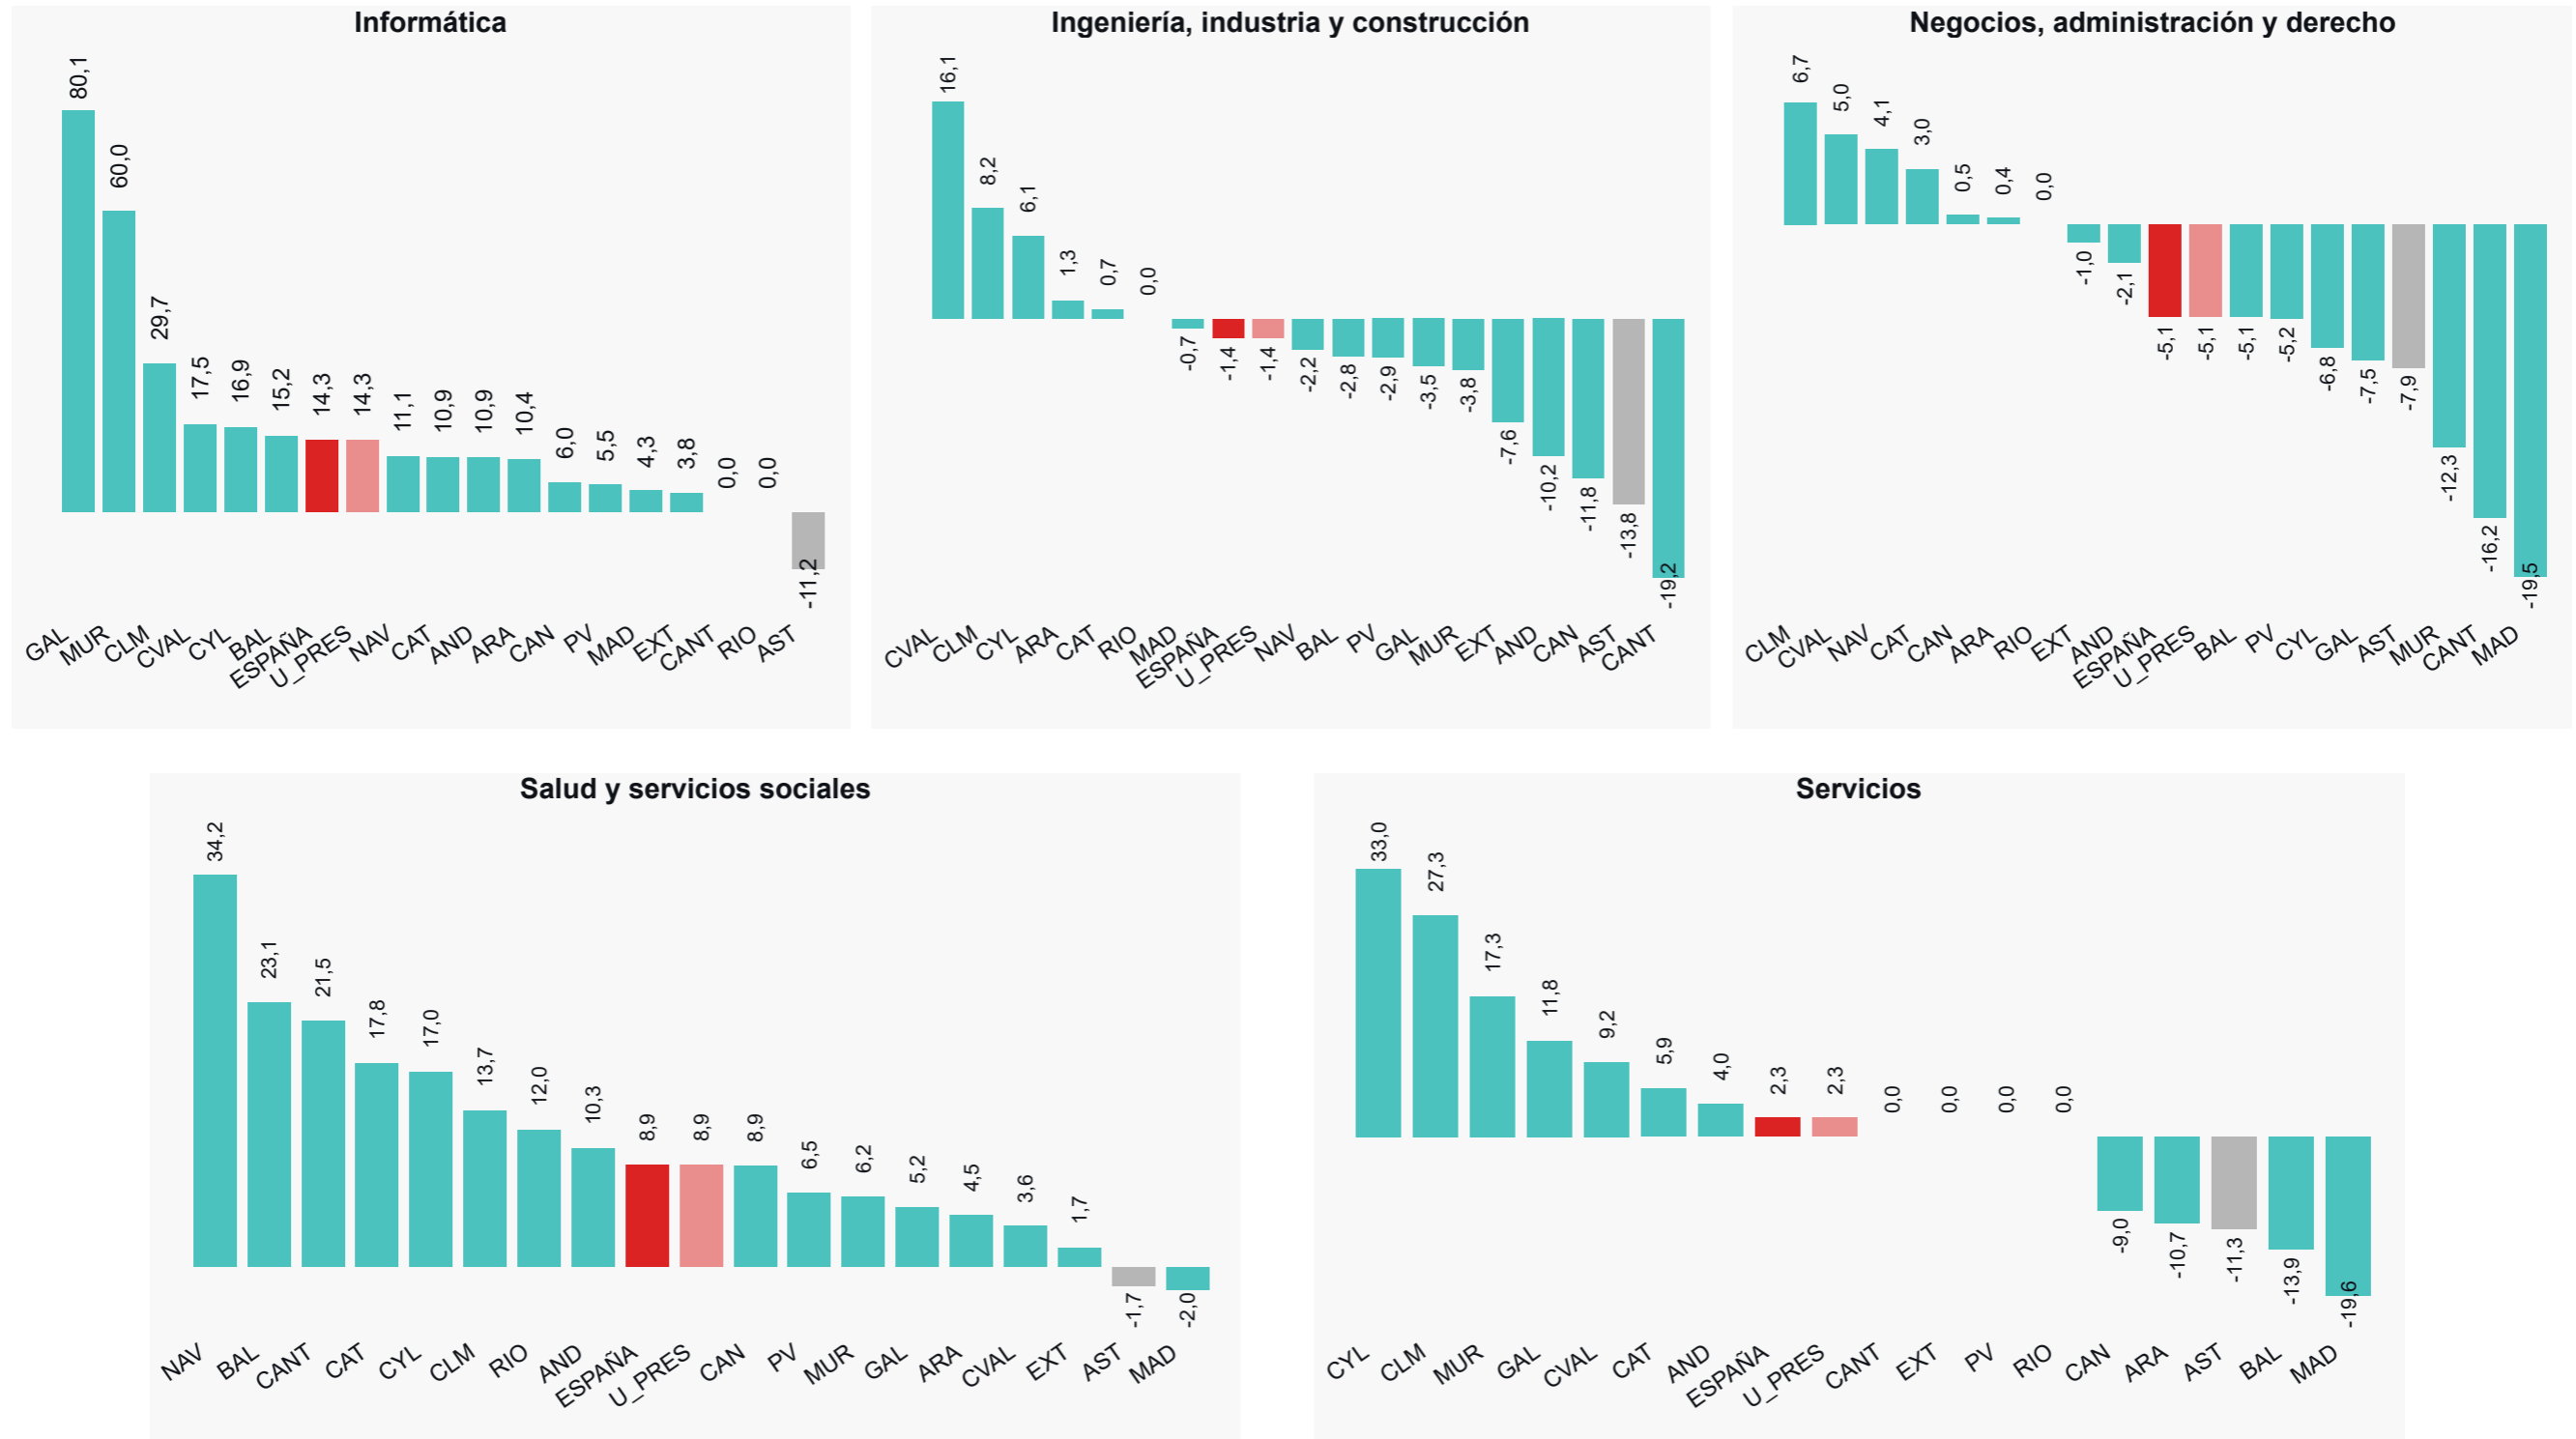 Informática
80,1
60,0
29,7
17,5
16,9
15,2
14,3
14,3
11,1
10,9
10,9
10,4
6,0
5,5
4,3
3,8
0,0
0,0
-11,2
GAL
MUR
CLM
CVAL
CYL
BAL
ESPAÑA
U_PRES
NAV
CAT
AND
ARA
CAN
PV
MAD
EXT
CANT
RIO
AST
Ingeniería, industria y construcción
16,1
8,2
6,1
1,3
0,7
0,0
-0,7
-1,4
-1,4
-2,2
-2,8
-2,9
-3,5
-3,8
-7,6
-10,2
-11,8
-13,8
-19,2
CVAL
CLM
CYL
ARA
CAT
RIO
MAD
ESPAÑA
U_PRES
NAV
BAL
PV
GAL
MUR
EXT
AND
CAN
AST
CANT
Negocios, administración y derecho
6,7
5,0
4,1
3,0
0,5
0,4
0,0
-1,0
-2,1
-5,1
-5,1
-5,1
-5,2
-6,8
-7,5
-7,9
-12,3
-16,2
-19,5
CLM
CVAL
NAV
CAT
CAN
ARA
RIO
EXT
AND
ESPAÑA
U_PRES
BAL
PV
CYL
GAL
AST
MUR
CANT
MAD
Salud y servicios sociales
34,2
23,1
21,5
17,8
17,0
13,7
12,0
10,3
8,9
8,9
8,9
6,5
6,2
5,2
4,5
3,6
1,7
-1,7
-2,0
NAV
BAL
CANT
CAT
CYL
CLM
RIO
AND
ESPAÑA
U_PRES
CAN
PV
MUR
GAL
ARA
CVAL
EXT
AST
MAD
Servicios
33,0
27,3
17,3
11,8
9,2
5,9
4,0
2,3
2,3
0,0
0,0
0,0
0,0
-9,0
-10,7
-11,3
-13,9
-19,6
CYL
CLM
MUR
GAL
CVAL
CAT
AND
ESPAÑA
U_PRES
CANT
EXT
PV
RIO
CAN
ARA
AST
BAL
MAD